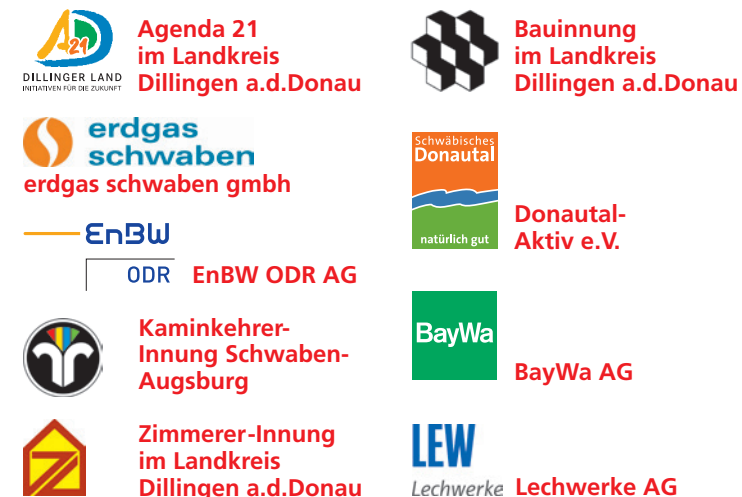 A21
DILLINGER LAND
INITIATIVEN FÜR DIE ZUKUNFT
Agenda 21
im Landkreis
Dillingen a.d.Donau
erdgas
schwaben
erdgas schwaben gmbh
EnBW
ODR
EnBW ODR AG
Kaminkehrer-
Innung Schwaben-
Augsburg
Z
Zimmerer-Innung
im Landkreis
Dillingen a.d.Donau
Bauinnung
im Landkreis
Dillingen a.d.Donau
Schwäbisches
Donautal
natürlich gut
Donautal-
Aktiv e.V.
BayWa
BayWa AG
LEW
Lechwerke
Lechwerke AG